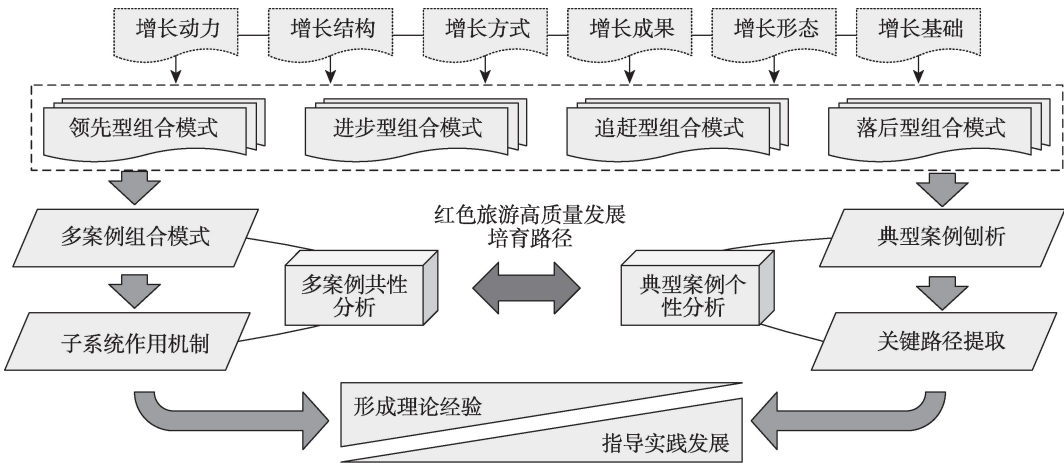 增长动力
增长结构
增长方式
增长成果
增长形态
增长基础
领先型组合模式
进步型组合模式
追赶型组合模式
落后型组合模式
多案例组合模式
红色旅游高质量发展
培育路径
典型案例刨析
多案例共性
分析
典型案例个
性分析
子系统作用机制
关键路径提取
形成理论经验
指导实践发展